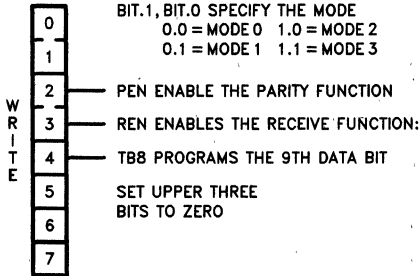 BIT.1, BIT.0 SPECIFY THE MODE
0.0 = MODE 0 1.0 = MODE 2
0.1 = MODE 1 1.1 = MODE 3
0
1
2 PEN ENABLE THE PARITY FUNCTION
3 REN ENABLES THE RECEIVE FUNCTION:
4 TB8 PROGRAMS THE 9TH DATA BIT
5 SET UPPER THREE
BITS TO ZERO
6
7
WRITE